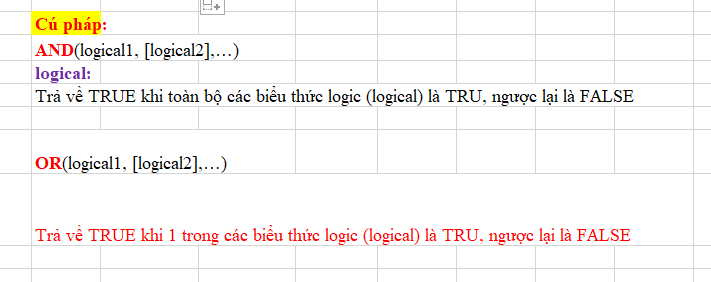 Cú pháp:
AND(logical1, [logical2],…)
logical:
Trả về TRUE khi toàn bộ các biểu thức logic (logical) là TRU, ngược lại là FALSE
OR(logical1, [logical2],…)
Trả về TRUE khi 1 trong các biểu thức logic (logical) là TRU, ngược lại là FALSE